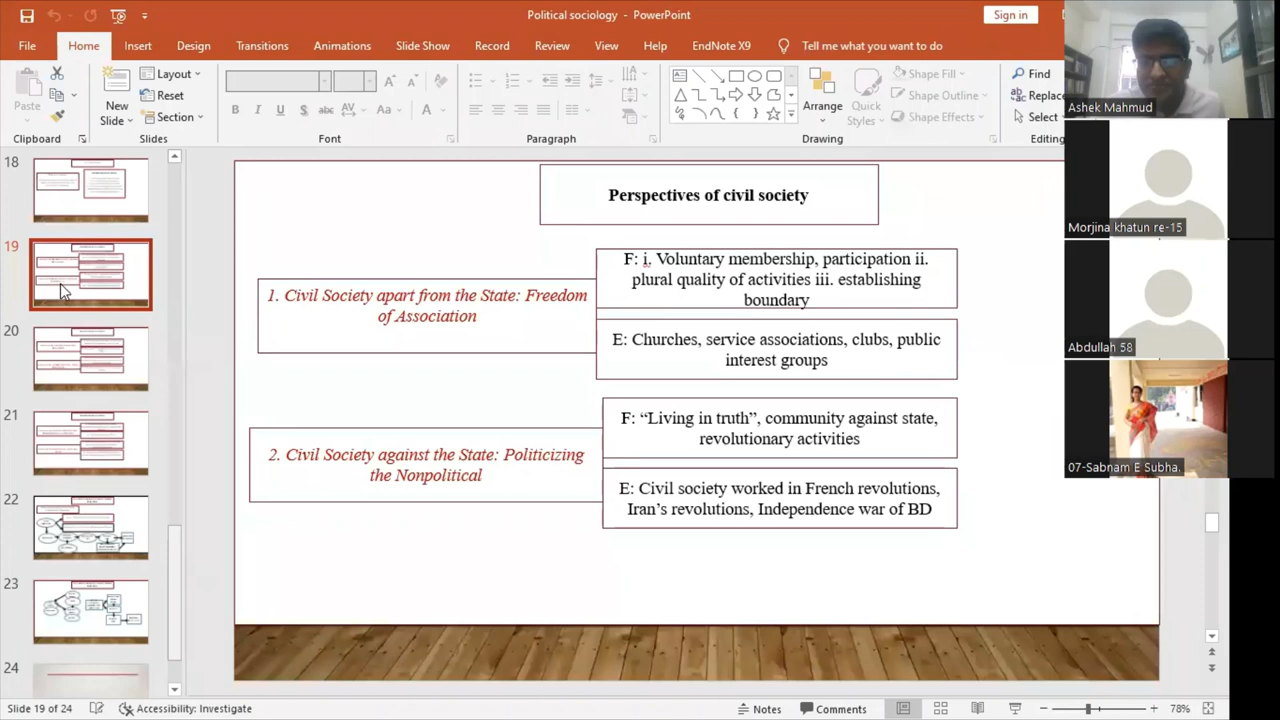 Political sociology - PowerPoint
Sign in
File Home Insert Design Transitions Animations Slide Show Record Review View Help EndNote X9 Tell me what you want to do
Paste
Clipboard
New Slide
Layout
Reset
Section
Slides
B I U S abc AV Aa A
Font
Paragraph
Arrange
Quick Styles
Shape Fill
Shape Outline
Shape Effects
Drawing
Find
Replace
Select
Editing
Ashek Mahmud
Morjina khatun re-15
Abdullah 58
07-Sabnam E Subha.
18
19
20
21
22
23
24
Perspectives of civil society
1. Civil Society apart from the State: Freedom
of Association
F: i. Voluntary membership, participation ii.
plural quality of activities iii. establishing
boundary
E: Churches, service associations, clubs, public
interest groups
2. Civil Society against the State: Politicizing
the Nonpolitical
F: “Living in truth”, community against state,
revolutionary activities
E: Civil society worked in French revolutions,
Iran’s revolutions, Independence war of BD
Slide 19 of 24 Accessibility: Investigate Notes Comments 78%